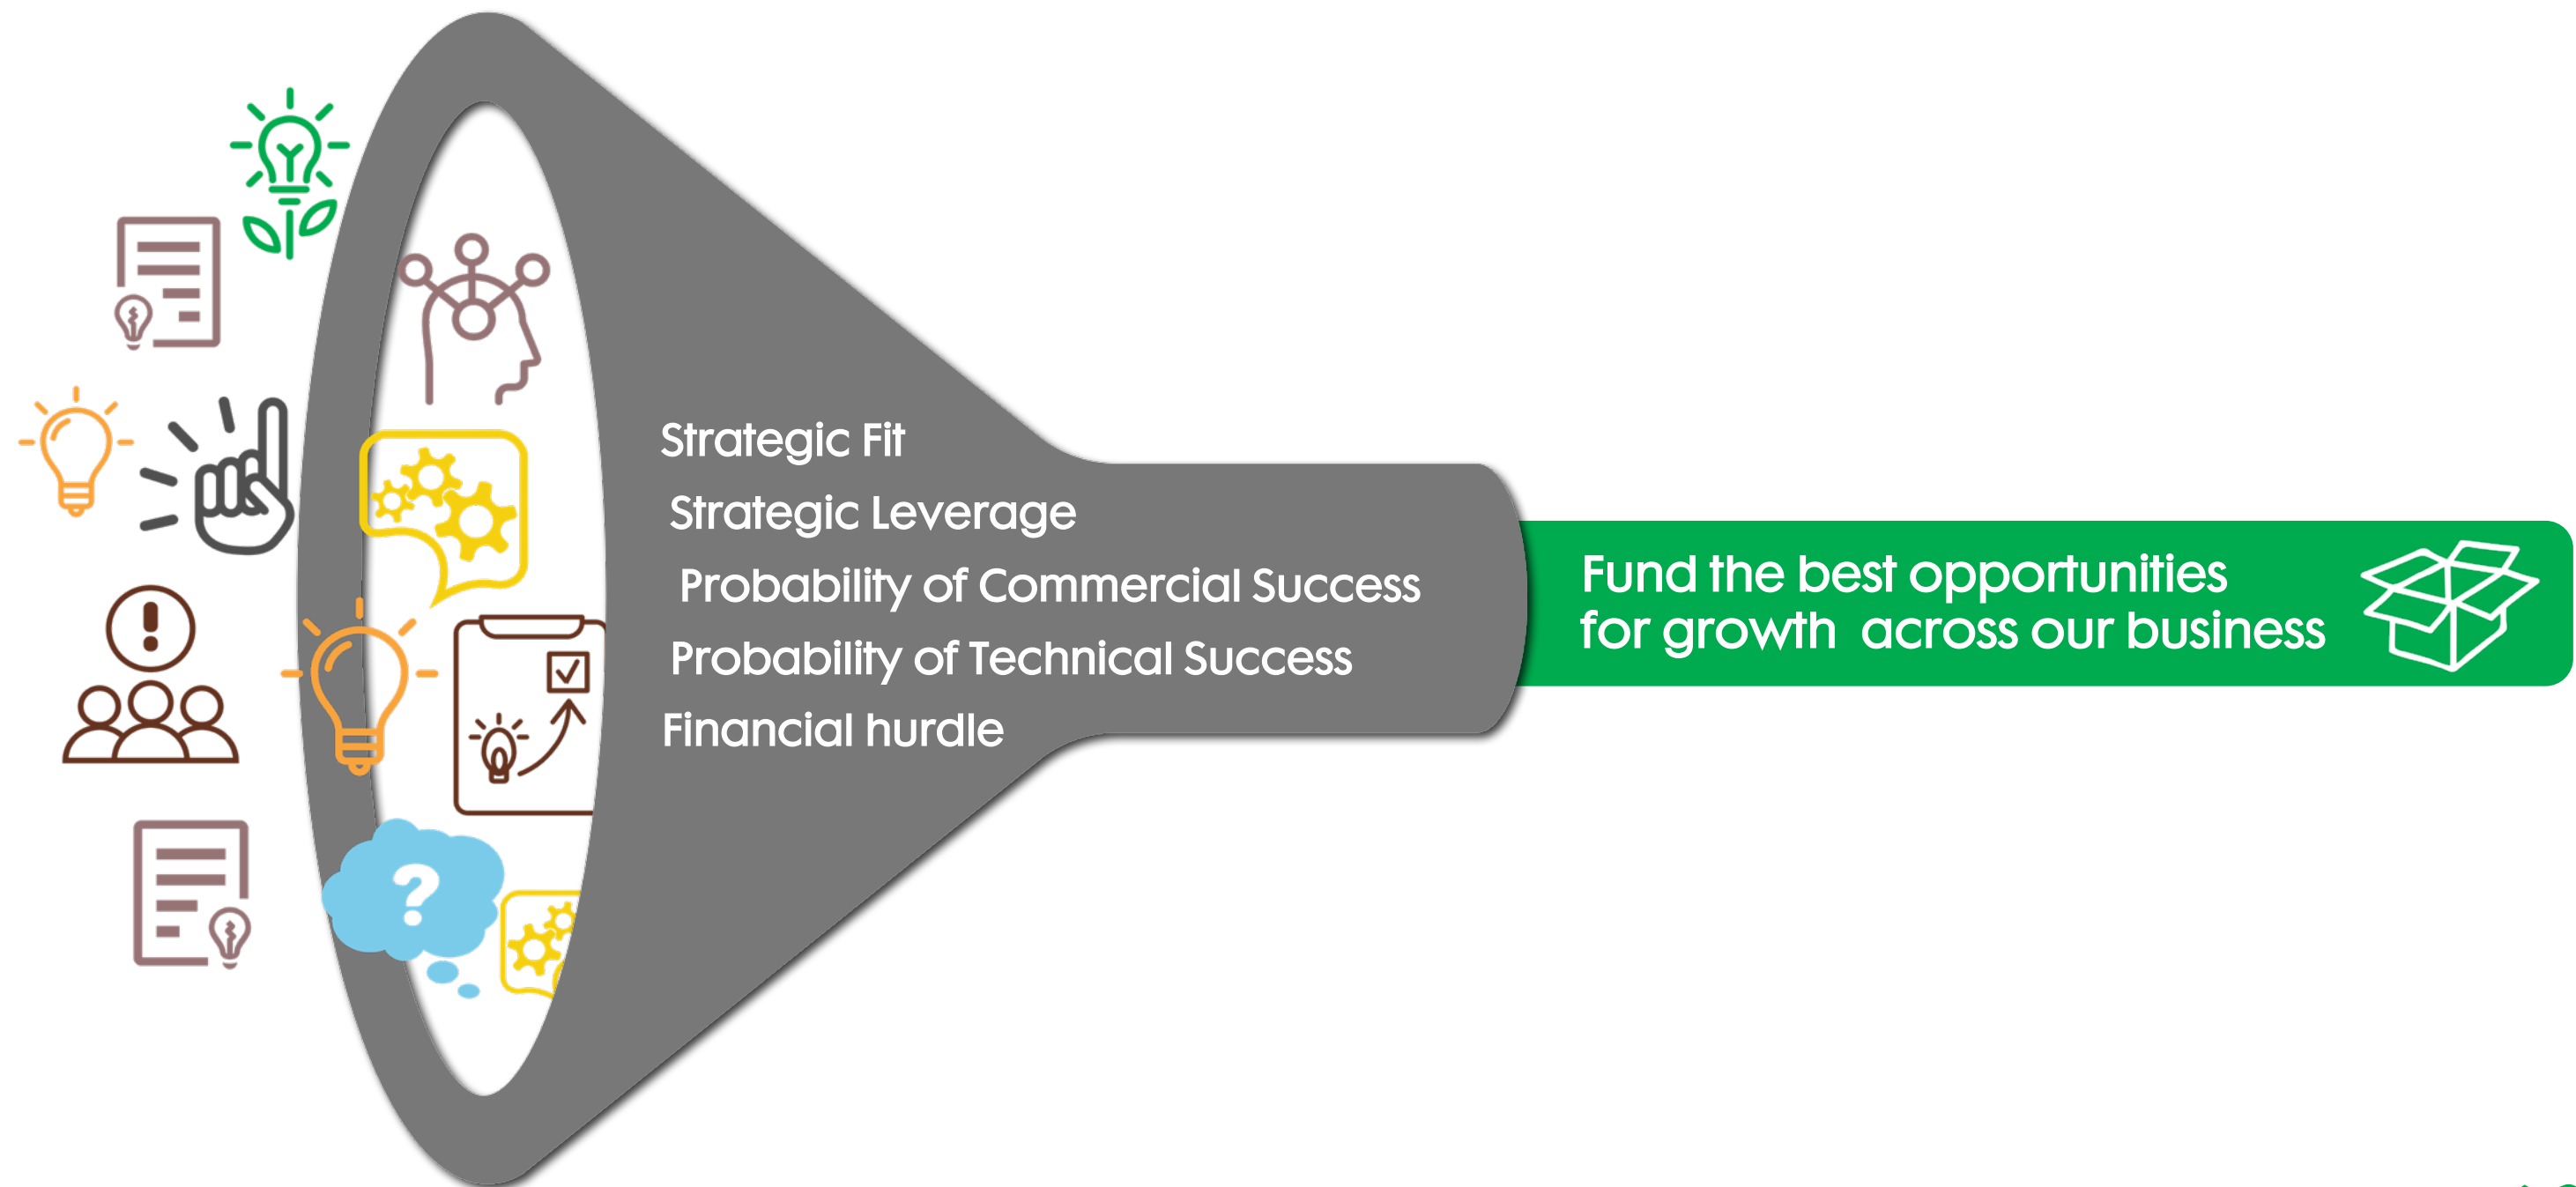 Strategic Fit
Strategic Leverage
Probability of Commercial Success
Probability of Technical Success
Financial hurdle
Fund the best opportunities
for growth across our business
!
?